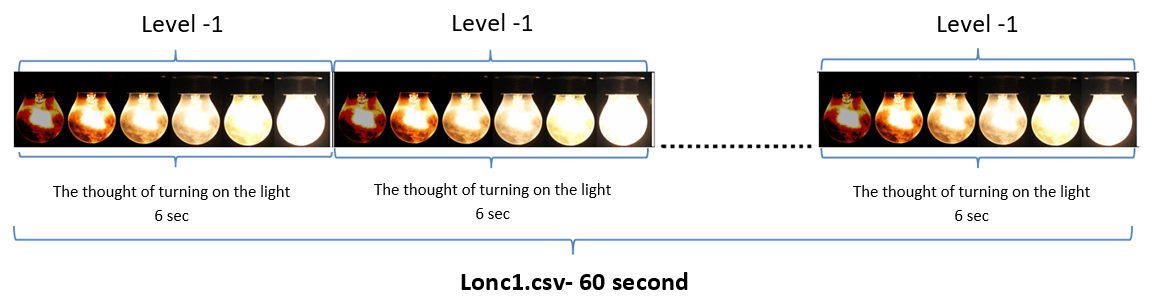 Level -1
Level -1
Level -1
The thought of turning on the light
6 sec
The thought of turning on the light
6 sec
The thought of turning on the light
6 sec
Lonc1.csv- 60 second